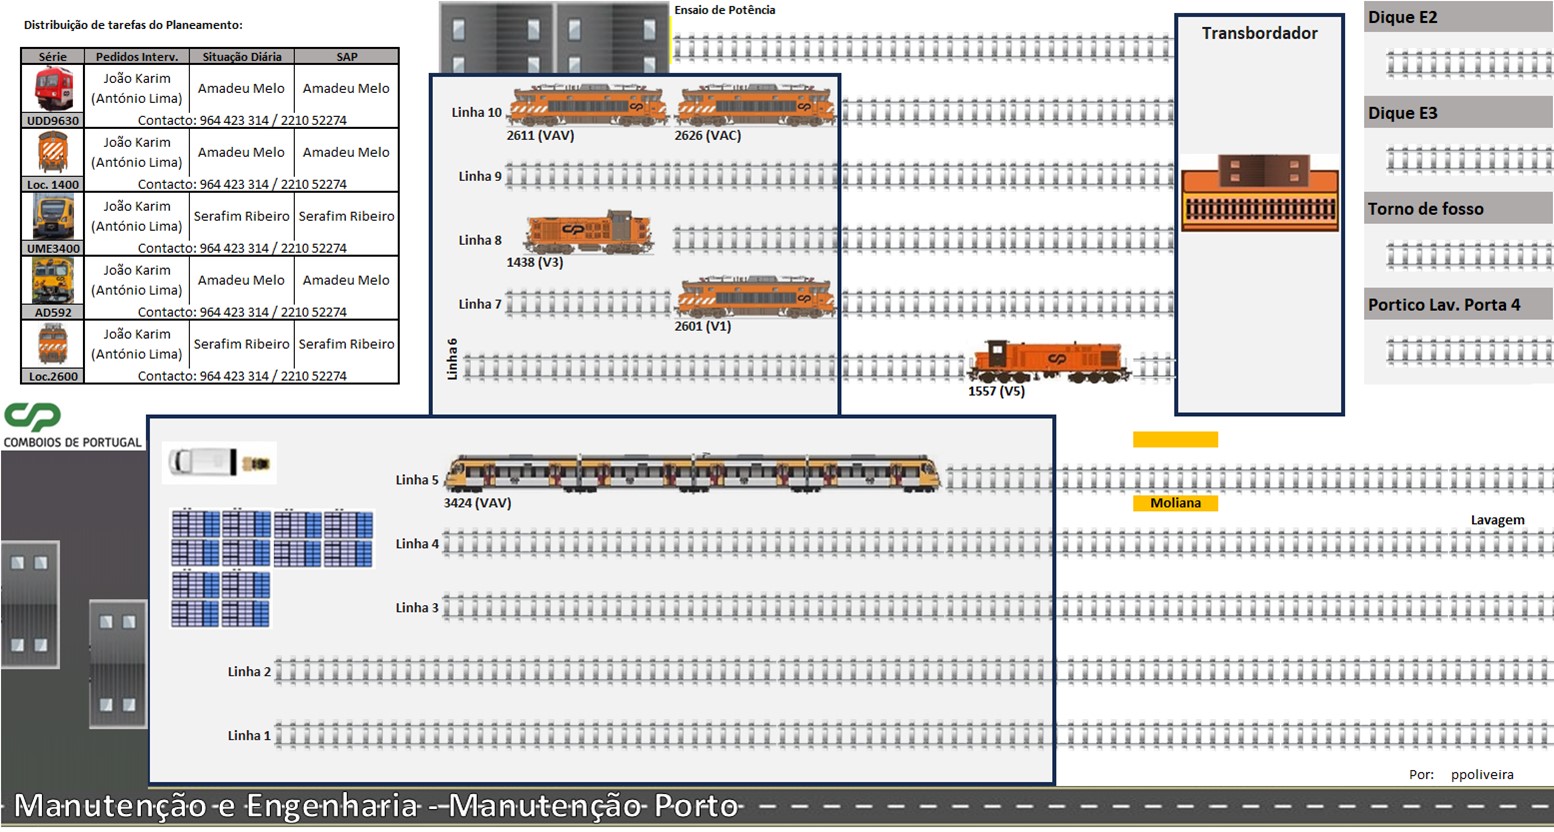 Distribuição de tarefas do Planeamento:
Série Pedidos Interv. Situação Diária SAP
João Karim
(António Lima) Amadeu Melo Amadeu Melo
UDD9630 Contacto: 964 423 314 / 2210 52274
João Karim
(António Lima) Amadeu Melo Amadeu Melo
Loc. 1400 Contacto: 964 423 314 / 2210 52274
João Karim
(António Lima) Serafim Ribeiro Serafim Ribeiro
UME3400 Contacto: 964 423 314 / 2210 52274
João Karim
(António Lima) Amadeu Melo Amadeu Melo
AD592 Contacto: 964 423 314 / 2210 52274
João Karim
(António Lima) Serafim Ribeiro Serafim Ribeiro
Loc.2600 Contacto: 964 423 314 / 2210 52274
CP
COMBOIOS DE PORTUGAL
Ensaio de Potência
Linha 10
2611 (VAV) 2626 (VAC)
Linha 9
Linha 8
1438 (V3)
Linha 7
2601 (V1)
Linha 6
1557 (V5)
Transbordador
Dique E2
Dique E3
Torno de fosso
Portico Lav. Porta 4
Linha 5
3424 (VAV)
Moliana
Lavagem
Linha 4
Linha 3
Linha 2
Linha 1
Por: ppoliveira
Manutenção e Engenharia - Manutenção Porto